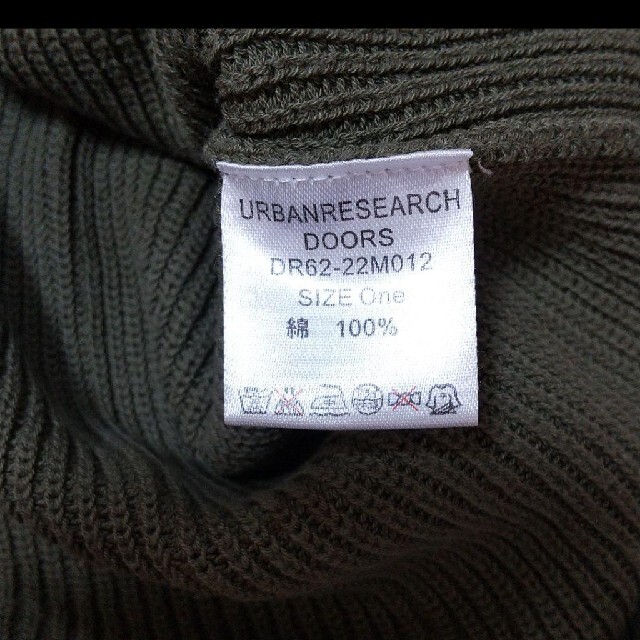 URBANRESEARCH
DOORS
DR62-22M012
SIZE One
綿 100%